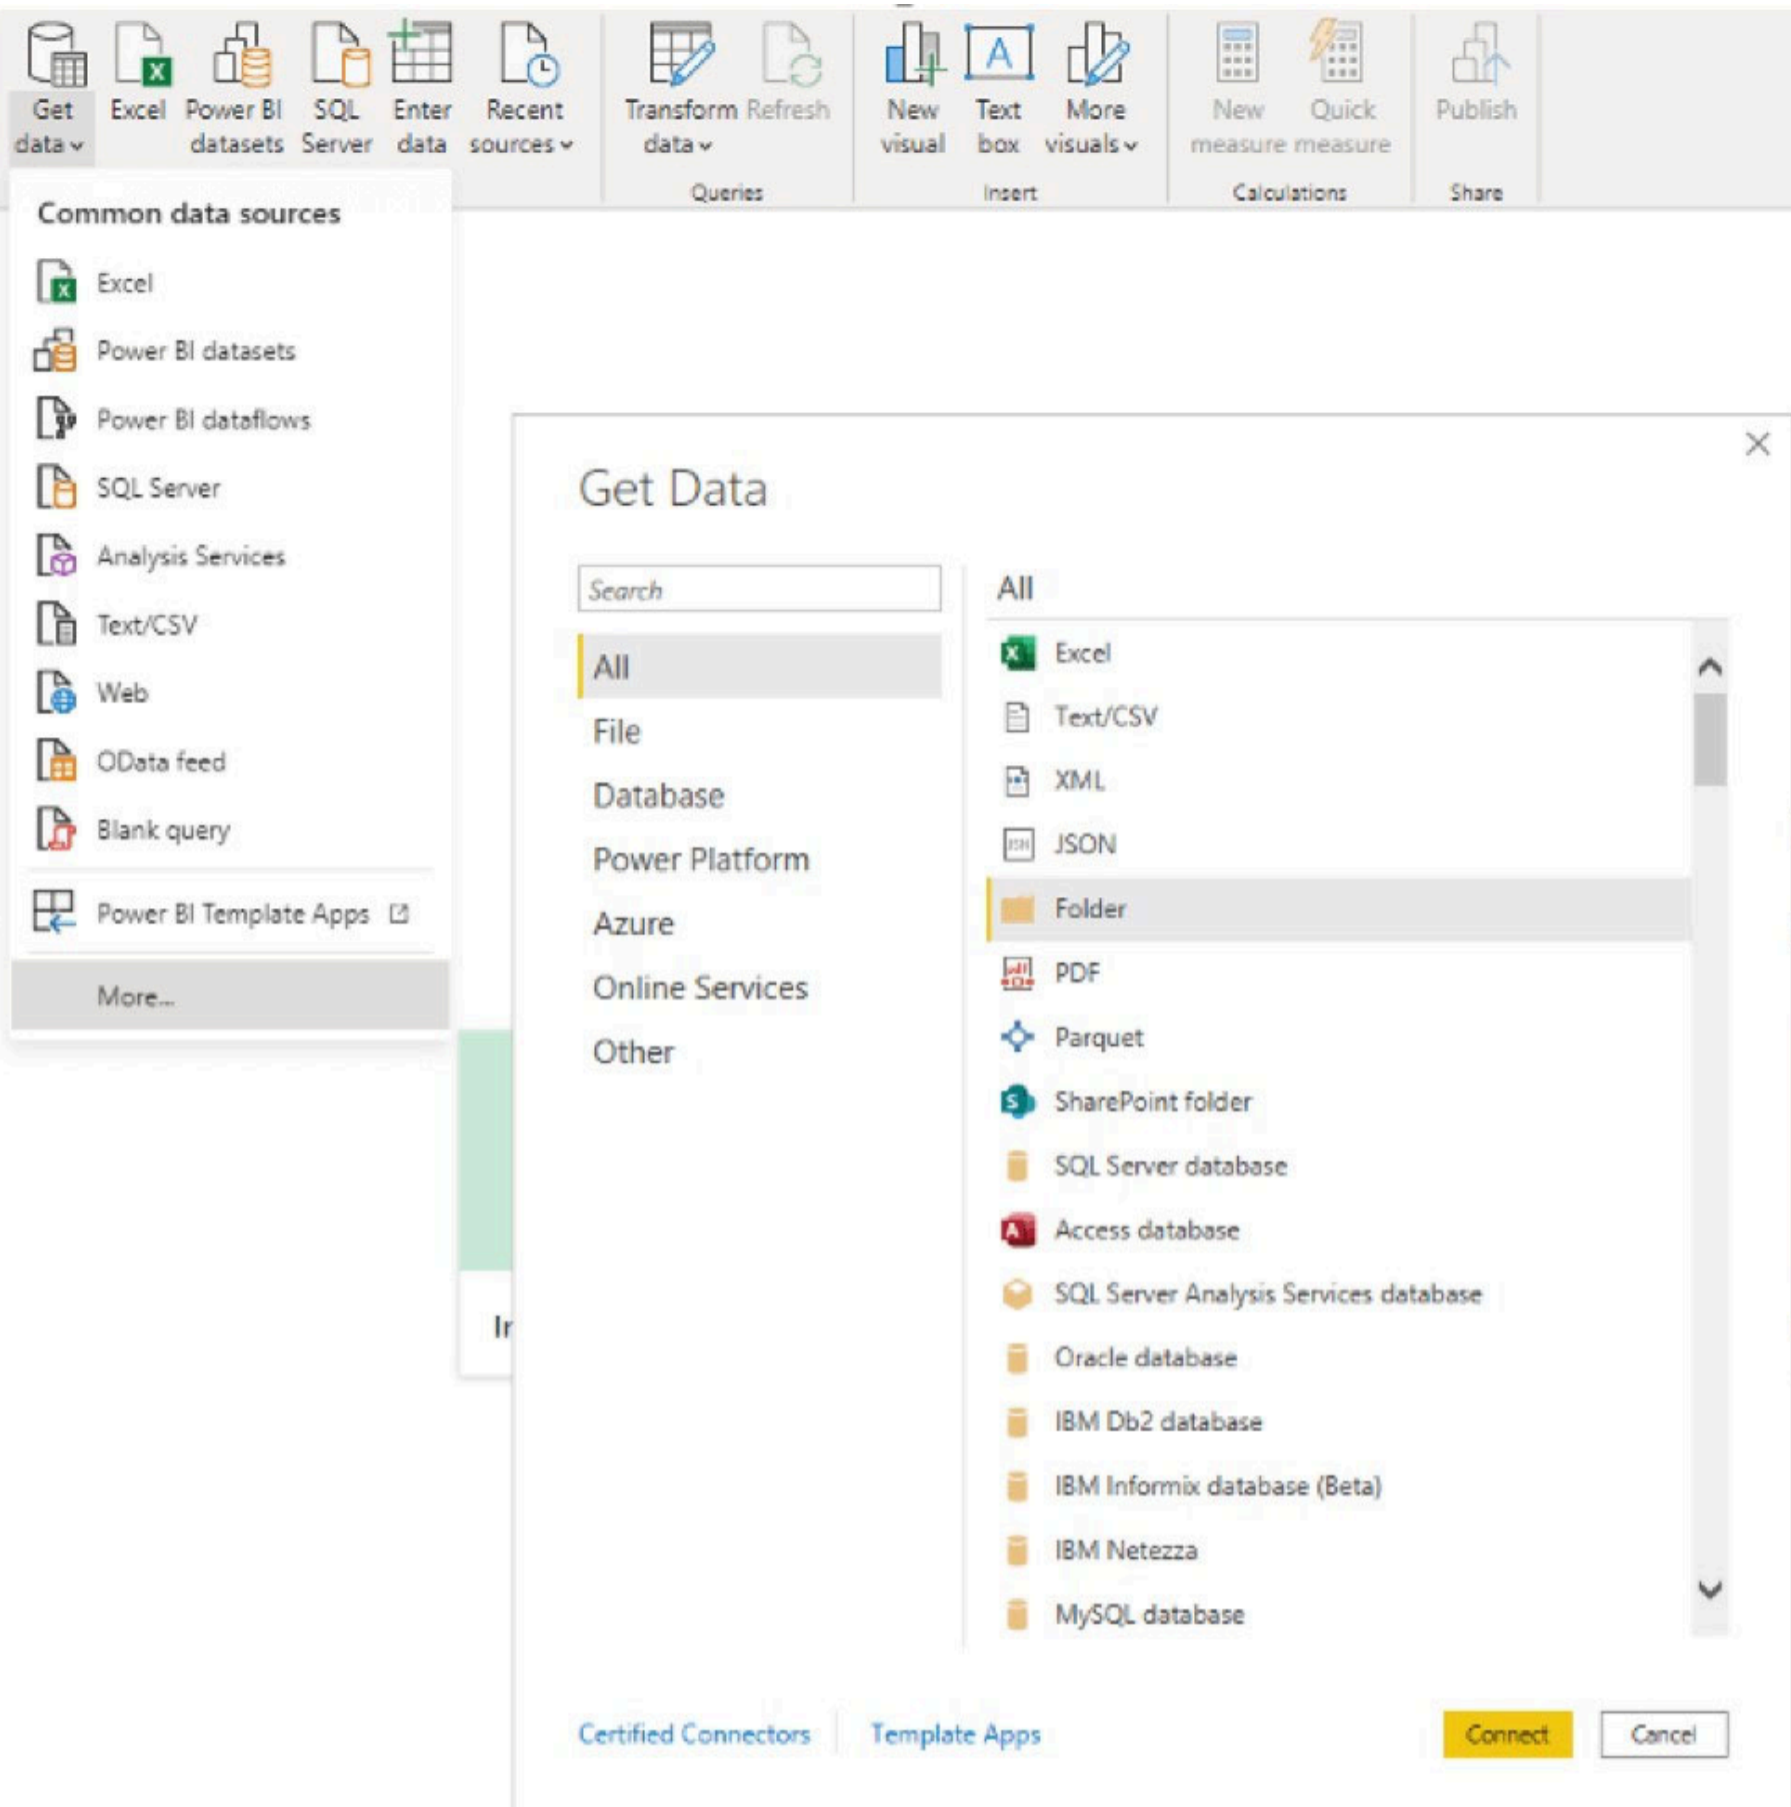 Get data
Excel
Power BI datasets
SQL Server
Enter data
Recent sources
Transform data
Refresh
New visual
Text box
More visuals
New measure
Quick measure
Publish
Queries
Insert
Calculations
Share
Common data sources
Excel
Power BI datasets
Power BI dataflows
SQL Server
Analysis Services
Text/CSV
Web
OData feed
Blank query
Power BI Template Apps
More...
In
Get Data
Search
All
File
Database
Power Platform
Azure
Online Services
Other
All
Excel
Text/CSV
XML
JSON
Folder
PDF
Parquet
SharePoint folder
SQL Server database
Access database
SQL Server Analysis Services database
Oracle database
IBM Db2 database
IBM Informix database (Beta)
IBM Netezza
MySQL database
Certified Connectors
Template Apps
Connect
Cancel